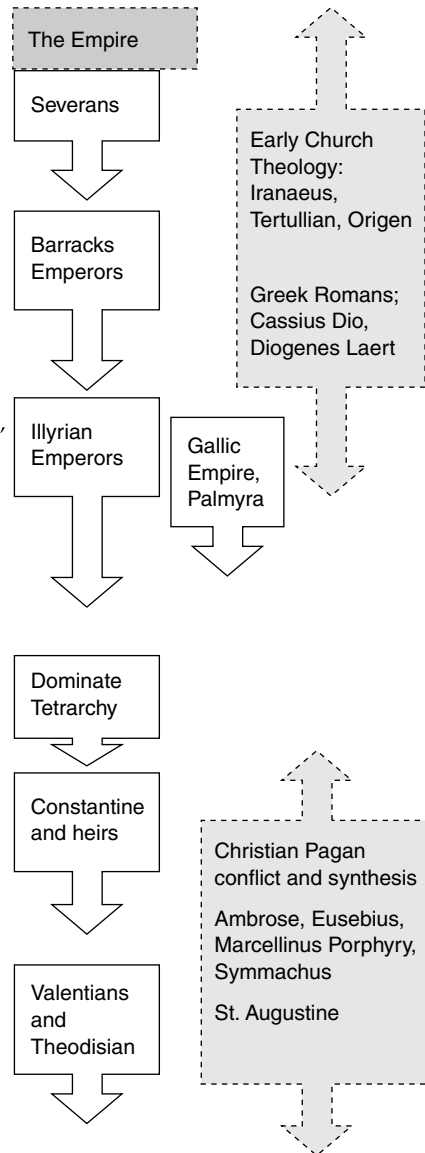 The Empire
Severans
Early Church
Theology:
Iranaeus,
Tertullian, Origen
Greek Romans;
Cassius Dio,
Diogenes Laert
Barracks
Emperors
Illyrian
Emperors
Gallic
Empire,
Palmyra
Dominate
Tetrarchy
Constantine
and heirs
Christian Pagan
conflict and synthesis
Ambrose, Eusebius,
Marcellinus Porphyry,
Symmachus
St. Augustine
Valentians
and
Theodisian